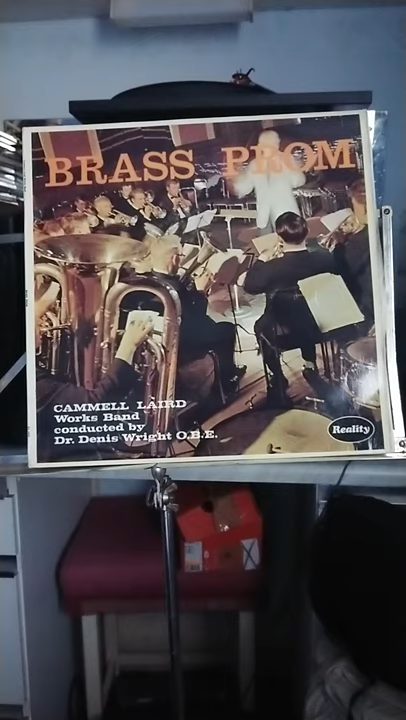 BRASS PROM
CAMMELL LAIRD
Works Band
conducted by
Dr. Denis Wright O.B.E.
Reality